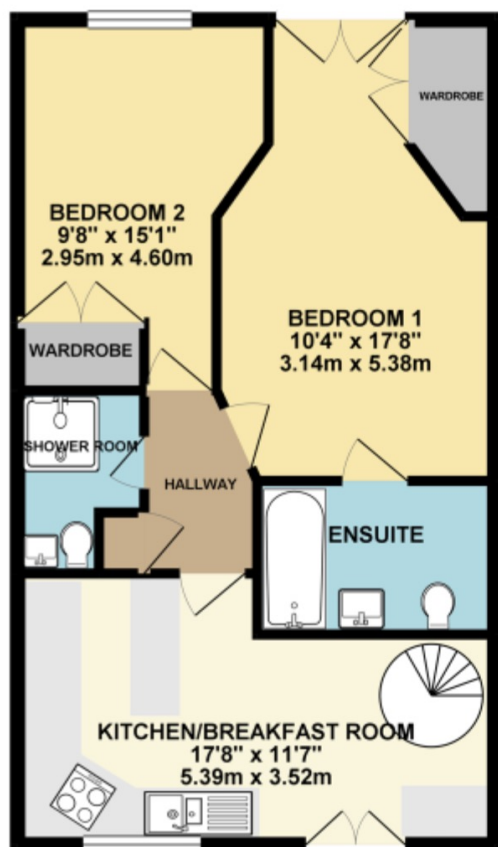 WARDROBE
BEDROOM 2
9'8" x 15'1"
2.95m x 4.60m
BEDROOM 1
10'4" x 17'8"
3.14m x 5.38m
WARDROBE
SHOWER ROOM
HALLWAY
ENSUITE
KITCHEN/BREAKFAST ROOM
17'8" x 11'7"
5.39m x 3.52m